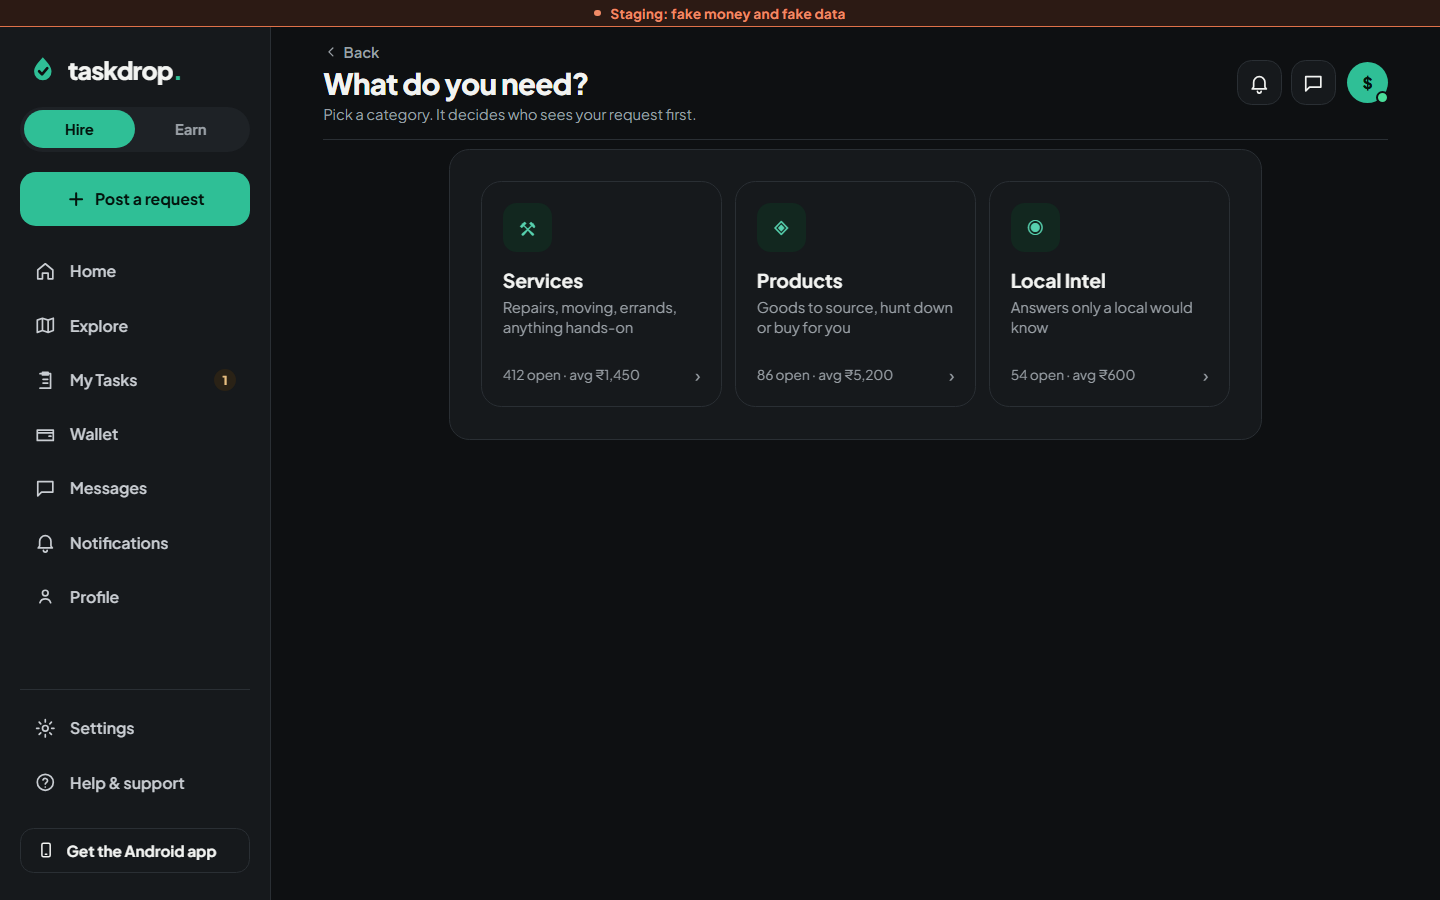 Staging: fake money and fake data
taskdrop.
Hire
Earn
Post a request
Home
Explore
My Tasks
1
Wallet
Messages
Notifications
Profile
Settings
Help & support
Get the Android app
Back
What do you need?
Pick a category. It decides who sees your request first.
$
Services
Repairs, moving, errands,
anything hands-on
412 open · avg ₹1,450
Products
Goods to source, hunt down
or buy for you
86 open · avg ₹5,200
Local Intel
Answers only a local would
know
54 open · avg ₹600